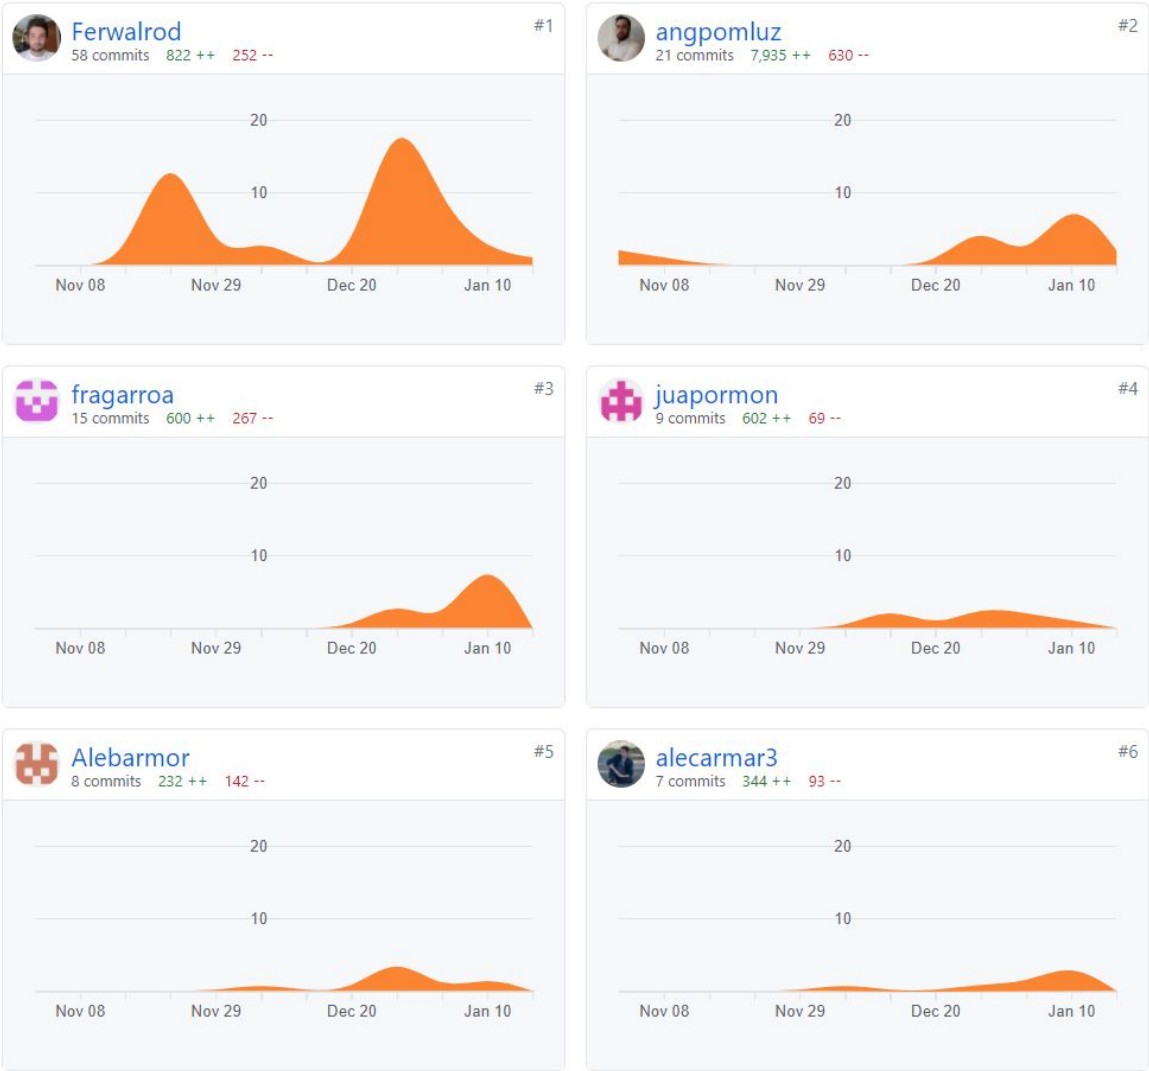 Ferwalrod #1
58 commits 822 ++ 252 --
20
10
Nov 08 Nov 29 Dec 20 Jan 10
angpomluz #2
21 commits 7,935 ++ 630 --
20
10
Nov 08 Nov 29 Dec 20 Jan 10
fragarroa #3
15 commits 600 ++ 267 --
20
10
Nov 08 Nov 29 Dec 20 Jan 10
juapormon #4
9 commits 602 ++ 69 --
20
10
Nov 08 Nov 29 Dec 20 Jan 10
Alebarmor #5
8 commits 232 ++ 142 --
20
10
Nov 08 Nov 29 Dec 20 Jan 10
alecarmar3 #6
7 commits 344 ++ 93 --
20
10
Nov 08 Nov 29 Dec 20 Jan 10